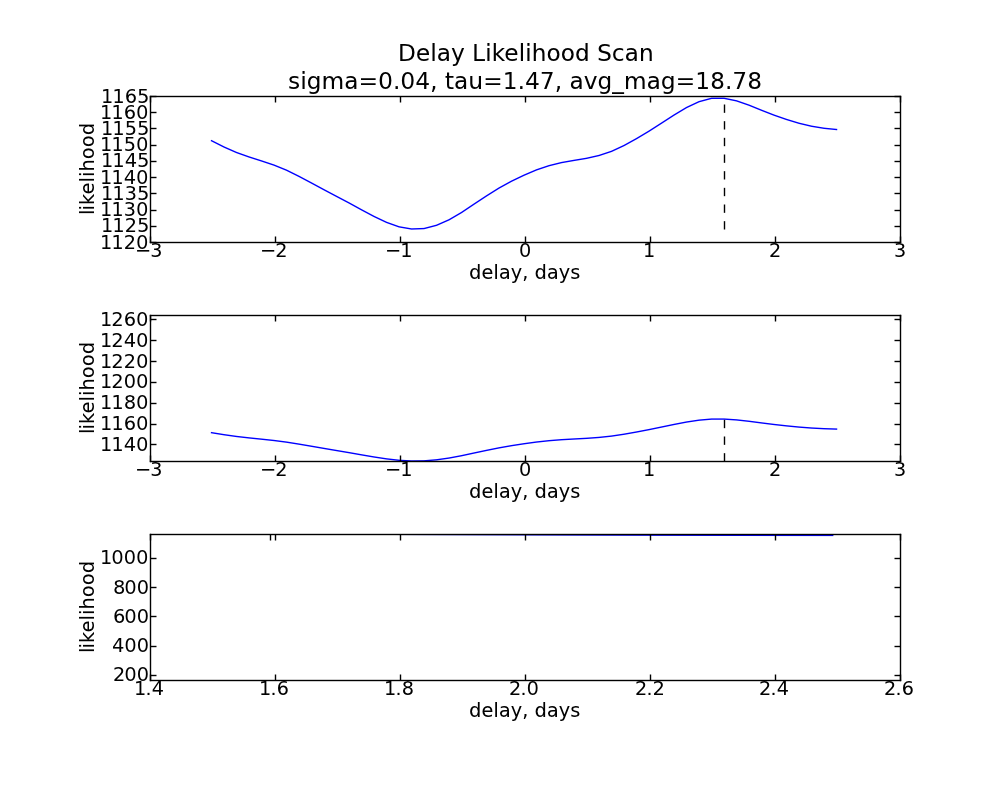 Delay Likelihood Scan
sigma=0.04, tau=1.47, avg_mag=18.78
likelihood
1165
1160
1155
1150
1145
1140
1135
1130
1125
1120
−3 −2 −1 0 1 2 3
delay, days
likelihood
1260
1240
1220
1200
1180
1160
1140
−3 −2 −1 0 1 2 3
delay, days
likelihood
1000
800
600
400
200
1.4 1.6 1.8 2.0 2.2 2.4 2.6
delay, days